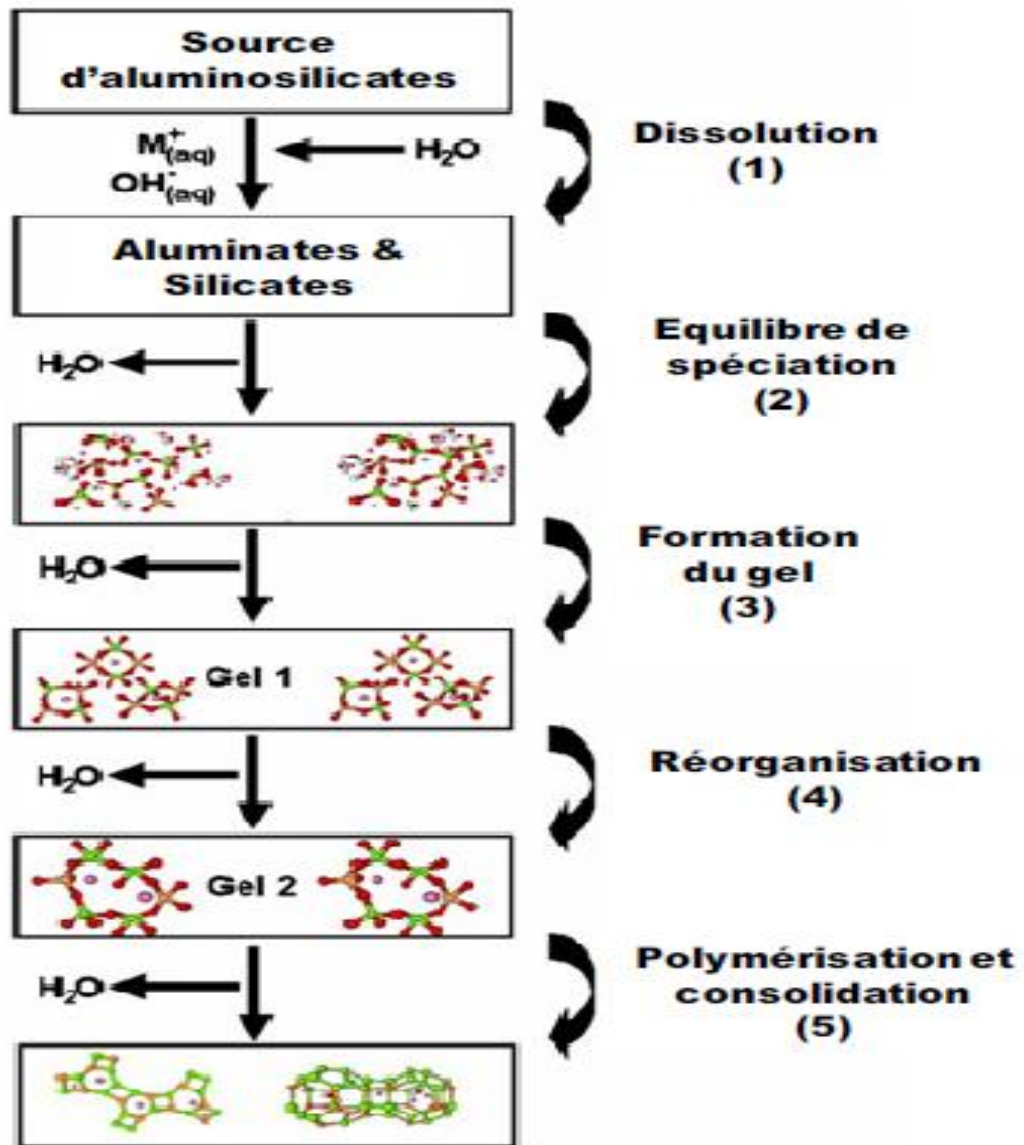 Source
d'aluminosilicates
M⁺(aq)
H₂O
OH⁻(aq)
Dissolution
(1)
Aluminates &
Silicates
H₂O
Equilibre de
spéciation
(2)
H₂O
Formation
du gel
(3)
Gel 1
H₂O
Réorganisation
(4)
Gel 2
H₂O
Polymérisation et
consolidation
(5)